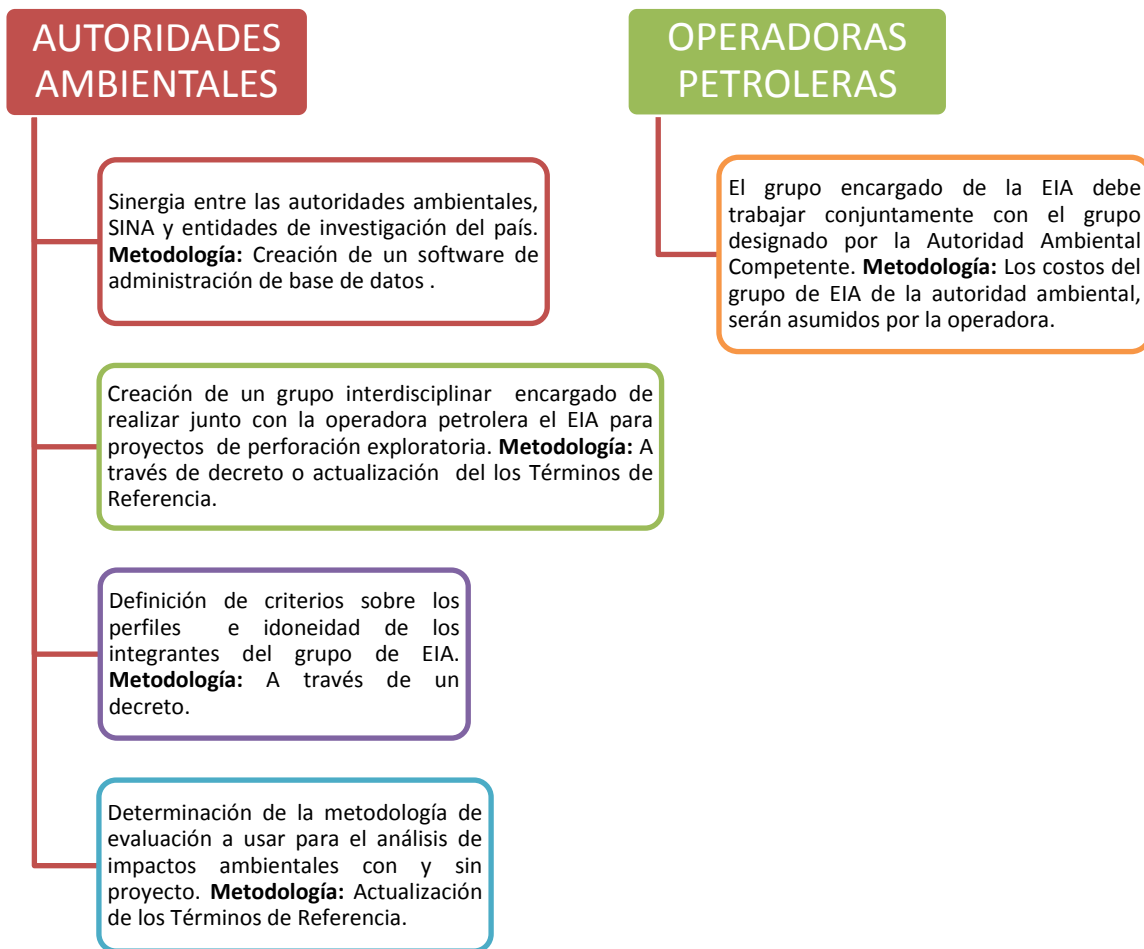 AUTORIDADES
AMBIENTALES
Sinergia entre las autoridades ambientales,
SINA y entidades de investigación del país.
Metodología: Creación de un software de
administración de base de datos .
Creación de un grupo interdisciplinar encargado de
realizar junto con la operadora petrolera el EIA para
proyectos de perforación exploratoria. Metodología: A
través de decreto o actualización del los Términos de
Referencia.
Definición de criterios sobre los
perfiles e idoneidad de los
integrantes del grupo de EIA.
Metodología: A través de un
decreto.
Determinación de la metodología de
evaluación a usar para el análisis de
impactos ambientales con y sin
proyecto. Metodología: Actualización
de los Términos de Referencia.
OPERADORAS
PETROLERAS
El grupo encargado de la EIA debe
trabajar conjuntamente con el grupo
designado por la Autoridad Ambiental
Competente. Metodología: Los costos del
grupo de EIA de la autoridad ambiental,
serán asumidos por la operadora.